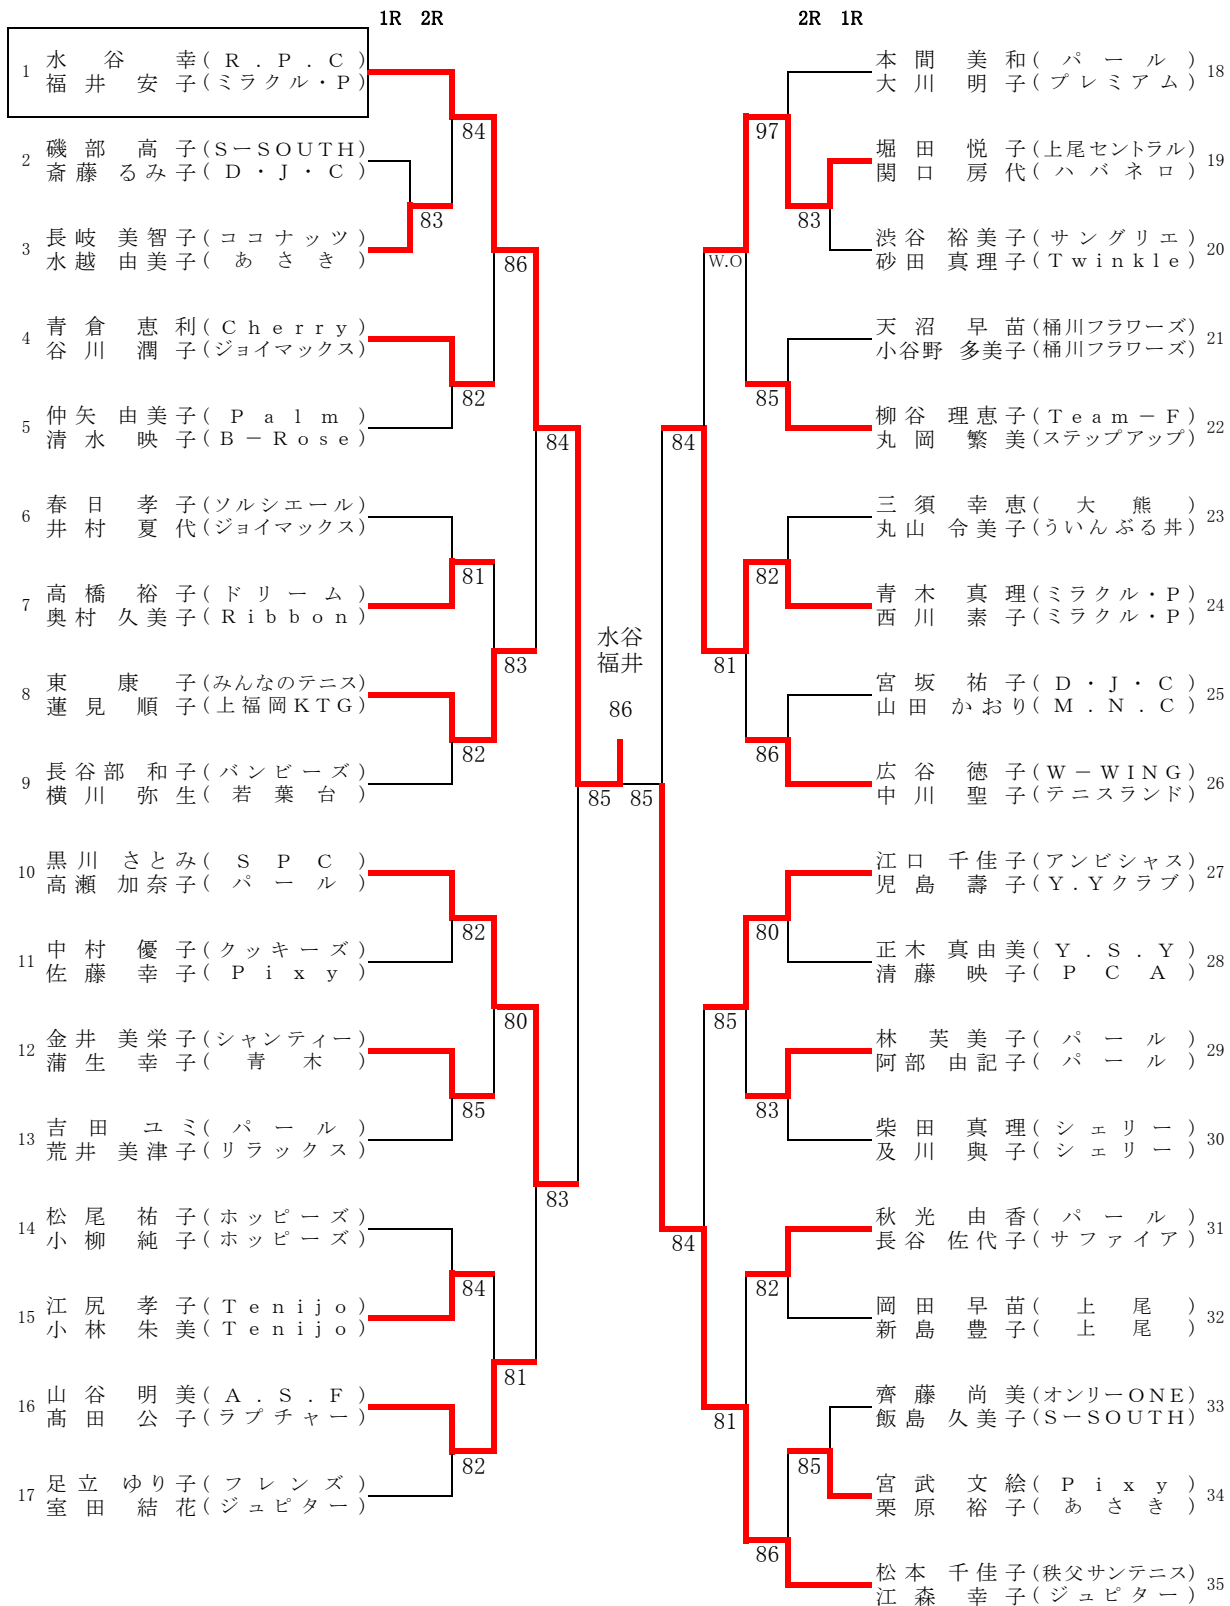 1R 2R
1 水谷 幸(R.P.C)
福井 安子(ミラクル・P)
84
2 磯部 高子(S－SOUTH)
斎藤 るみ子(D・J・C)
83
3 長岐 美智子(ココナッツ)
水越 由美子(あさき)
86
4 青倉 恵利(Cherry)
谷川 潤子(ジョイマックス)
82
5 仲矢 由美子(Palm)
清水 映子(B－Rose)
84
6 春日 孝子(ソルシエール)
井村 夏代(ジョイマックス)
81
7 高橋 裕子(ドリーム)
奥村 久美子(Ribbon)
83
8 東 康子(みんなのテニス)
蓮見 順子(上福岡KTG)
82
9 長谷部 和子(バンビーズ)
横川 弥生(若葉台)
85
10 黒川 さとみ(SPC)
高瀬 加奈子(パール)
82
11 中村 優子(クッキーズ)
佐藤 幸子(Pixy)
80
12 金井 美栄子(シャンティー)
蒲生 幸子(青木)
85
13 吉田 ユミ(パール)
荒井 美津子(リラックス)
83
14 松尾 祐子(ホッピーズ)
小柳 純子(ホッピーズ)
84
15 江尻 孝子(Tenijo)
小林 朱美(Tenijo)
81
16 山谷 明美(A.S.F)
髙田 公子(ラプチャー)
82
17 足立 ゆり子(フレンズ)
室田 結花(ジュピター)
水谷
福井
86
2R 1R
本間 美和(パール) 18
大川 明子(プレミアム)
97
堀田 悦子(上尾セントラル) 19
関口 房代(ハバネロ)
83
渋谷 裕美子(サングリエ) 20
砂田 真理子(Twinkle)
W.O
天沼 早苗(桶川フラワーズ) 21
小谷野 多美子(桶川フラワーズ)
85
柳谷 理恵子(Team－F) 22
丸岡 繁美(ステップアップ)
84
三須 幸恵(大熊) 23
丸山 令美子(ういんぶる丼)
82
青木 真理(ミラクル・P) 24
西川 素子(ミラクル・P)
81
宮坂 祐子(D・J・C) 25
山田 かおり(M.N.C)
86
広谷 徳子(W－WING) 26
中川 聖子(テニスランド)
85
江口 千佳子(アンビシャス) 27
児島 壽子(Y.Yクラブ)
80
正木 真由美(Y.S.Y) 28
清藤 映子(PCA)
85
林 芙美子(パール) 29
阿部 由記子(パール)
83
柴田 真理(シェリー) 30
及川 與子(シェリー)
84
秋光 由香(パール) 31
長谷 佐代子(サファイア)
82
岡田 早苗(上尾) 32
新島 豊子(上尾)
81
齊藤 尚美(オンリーONE) 33
飯島 久美子(S－SOUTH)
85
宮武 文絵(Pixy) 34
栗原 裕子(あさき)
86
松本 千佳子(秩父サンテニス) 35
江森 幸子(ジュピター)